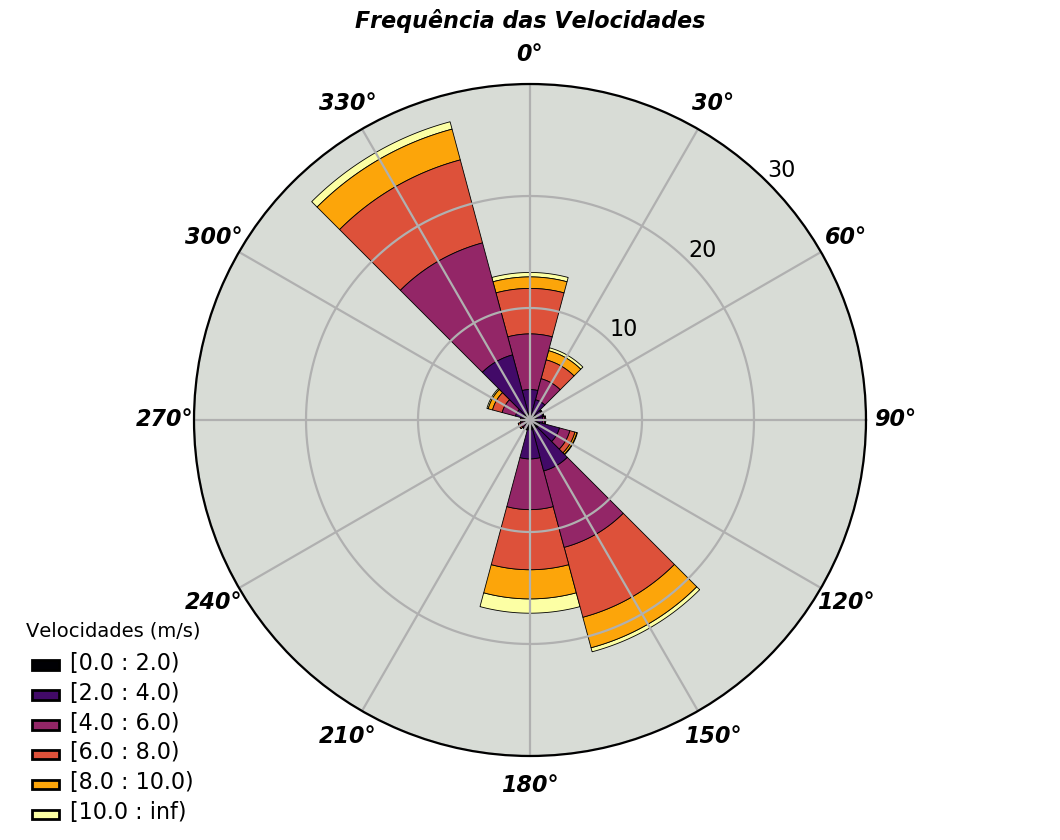 Frequência das Velocidades
0°
330°
30°
30
300°
60°
20
10
270°
90°
240°
120°
Velocidades (m/s)
[0.0 : 2.0)
[2.0 : 4.0)
[4.0 : 6.0)
[6.0 : 8.0)
[8.0 : 10.0)
[10.0 : inf)
210°
150°
180°